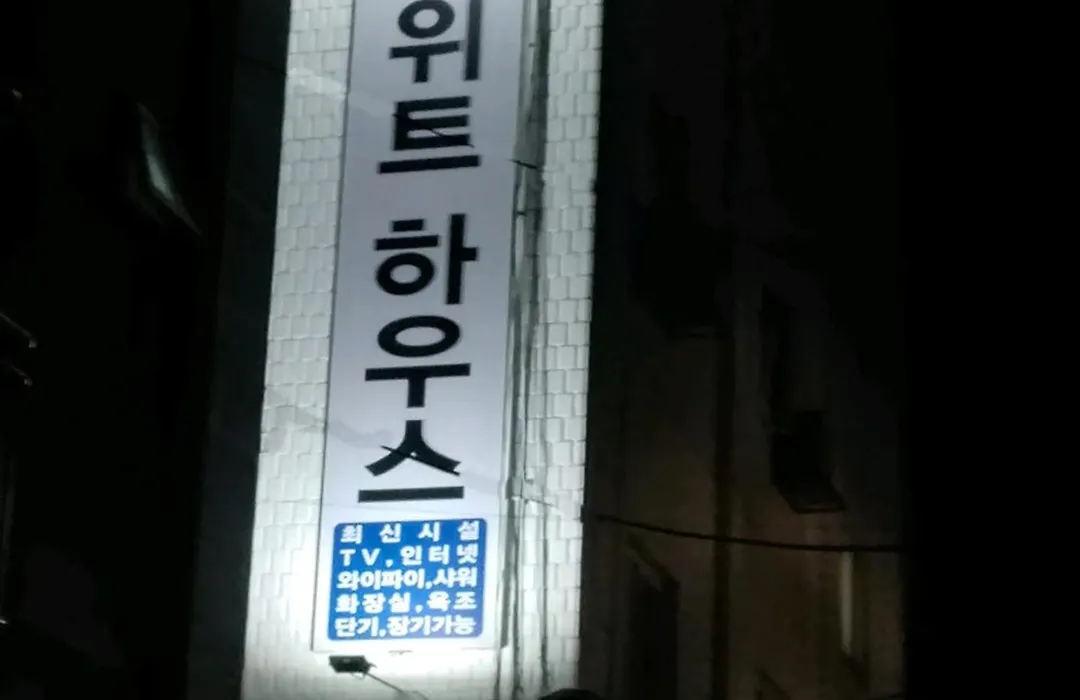 위트 하우스
최신시설
TV,인터넷
와이파이,샤워
화장실,욕조
단기,장기가능